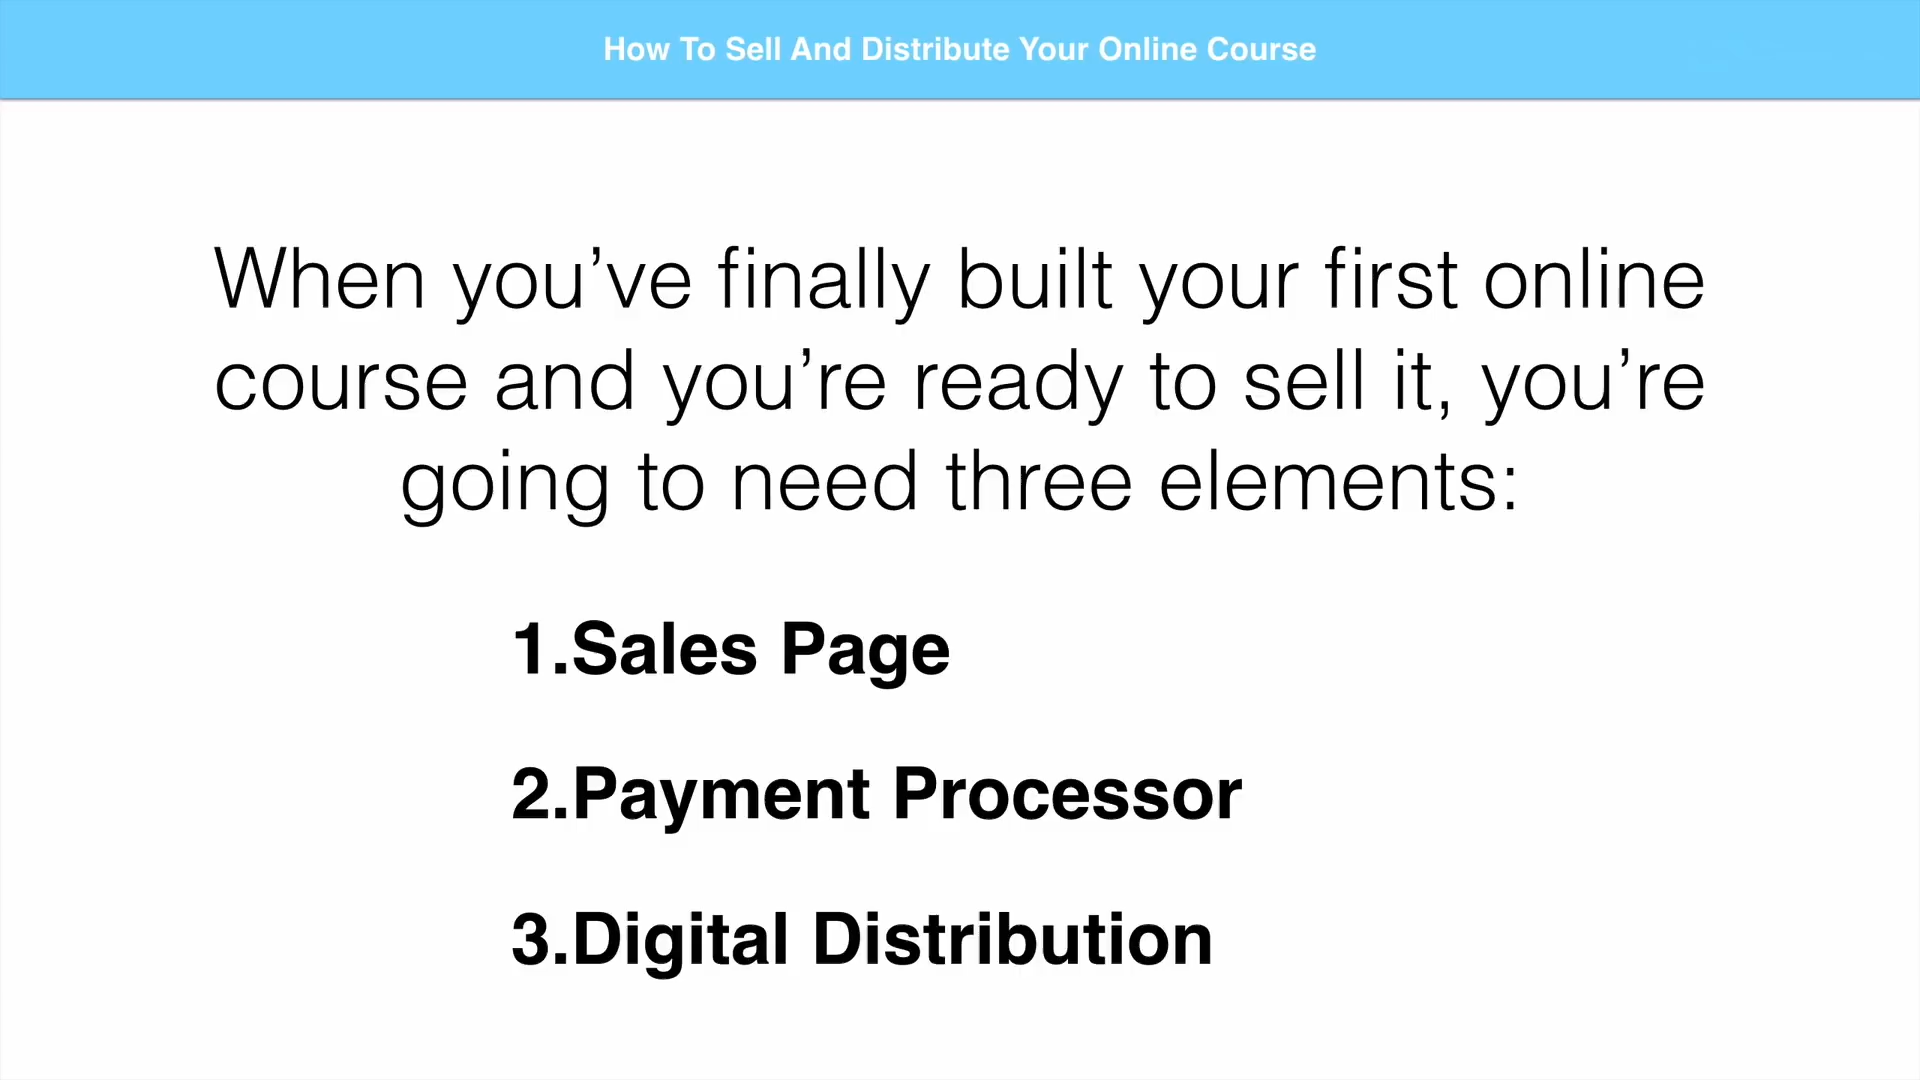 How To Sell And Distribute Your Online Course
When you’ve finally built your first online
course and you’re ready to sell it, you’re
going to need three elements:
1.Sales Page
2.Payment Processor
3.Digital Distribution